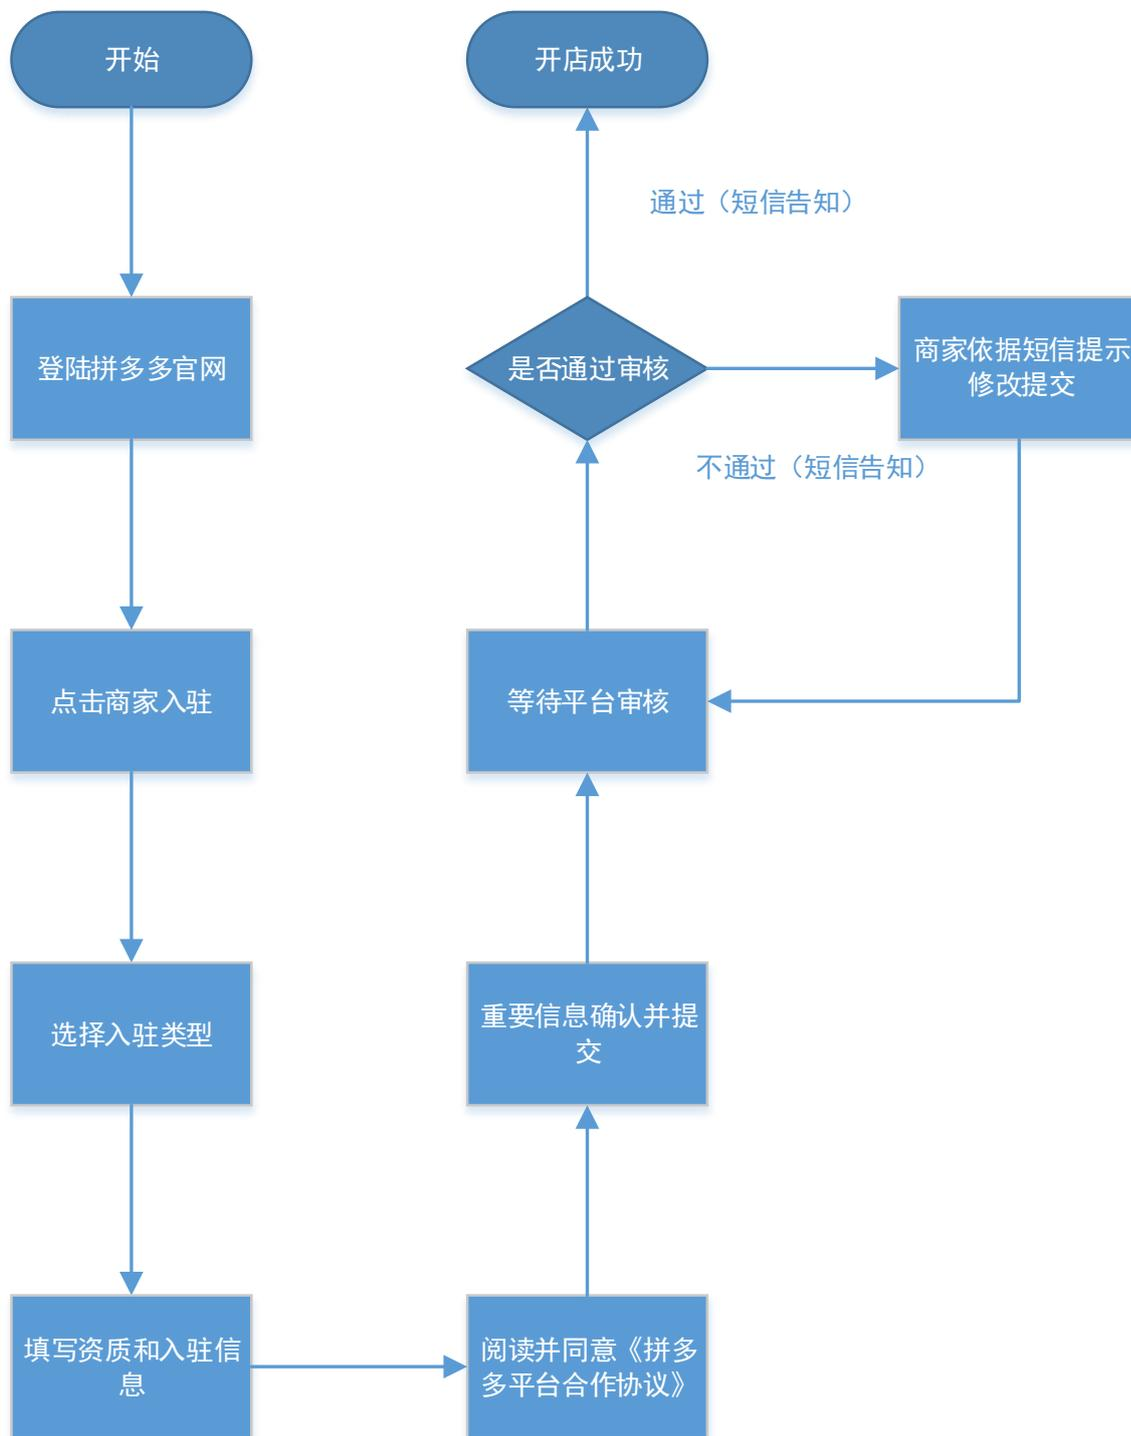 开始
登陆拼多多官网
点击商家入驻
选择入驻类型
填写资质和入驻信
息
阅读并同意《拼多
多平台合作协议》
重要信息确认并提
交
等待平台审核
是否通过审核
通过（短信告知）
开店成功
不通过（短信告知）
商家依据短信提示
修改提交